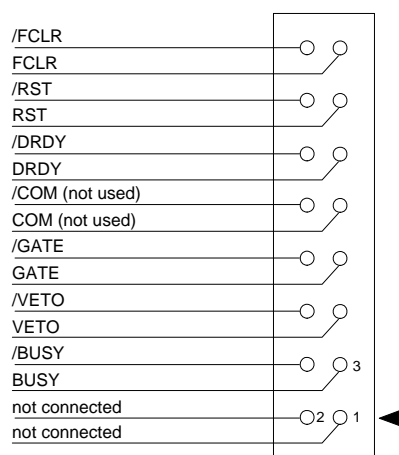 /FCLR
FCLR
/RST
RST
/DRDY
DRDY
/COM (not used)
COM (not used)
/GATE
GATE
/VETO
VETO
/BUSY
3
BUSY
not connected
2 1
not connected